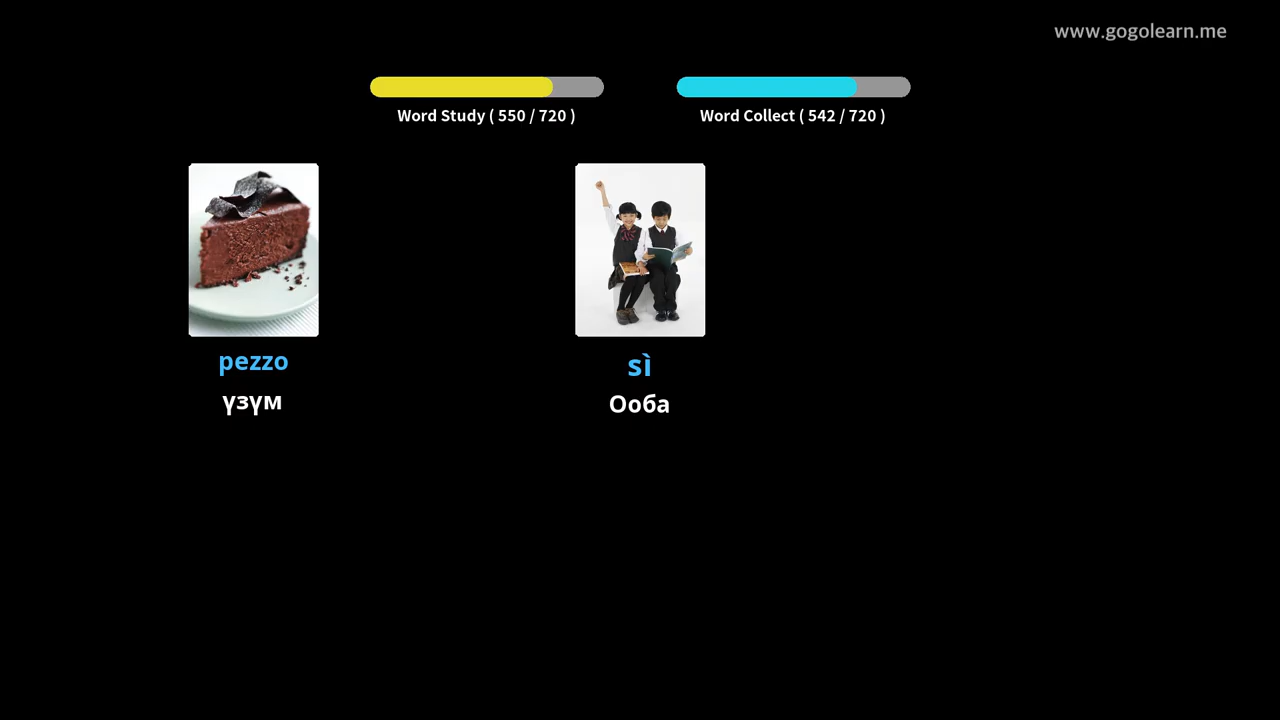 www.gogolearn.me
Word Study ( 550 / 720 )
Word Collect ( 542 / 720 )
pezzo
үзүм
sì
Ооба